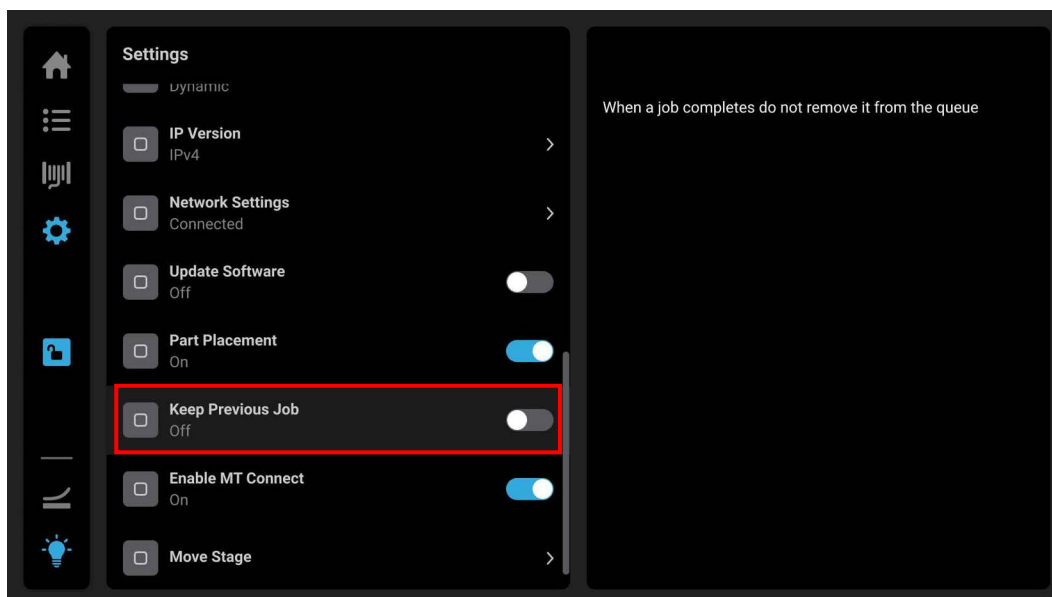 Settings
Dynamic
IP Version
IPv4
Network Settings
Connected
Update Software
Off
Part Placement
On
Keep Previous Job
Off
Enable MT Connect
On
Move Stage
When a job completes do not remove it from the queue